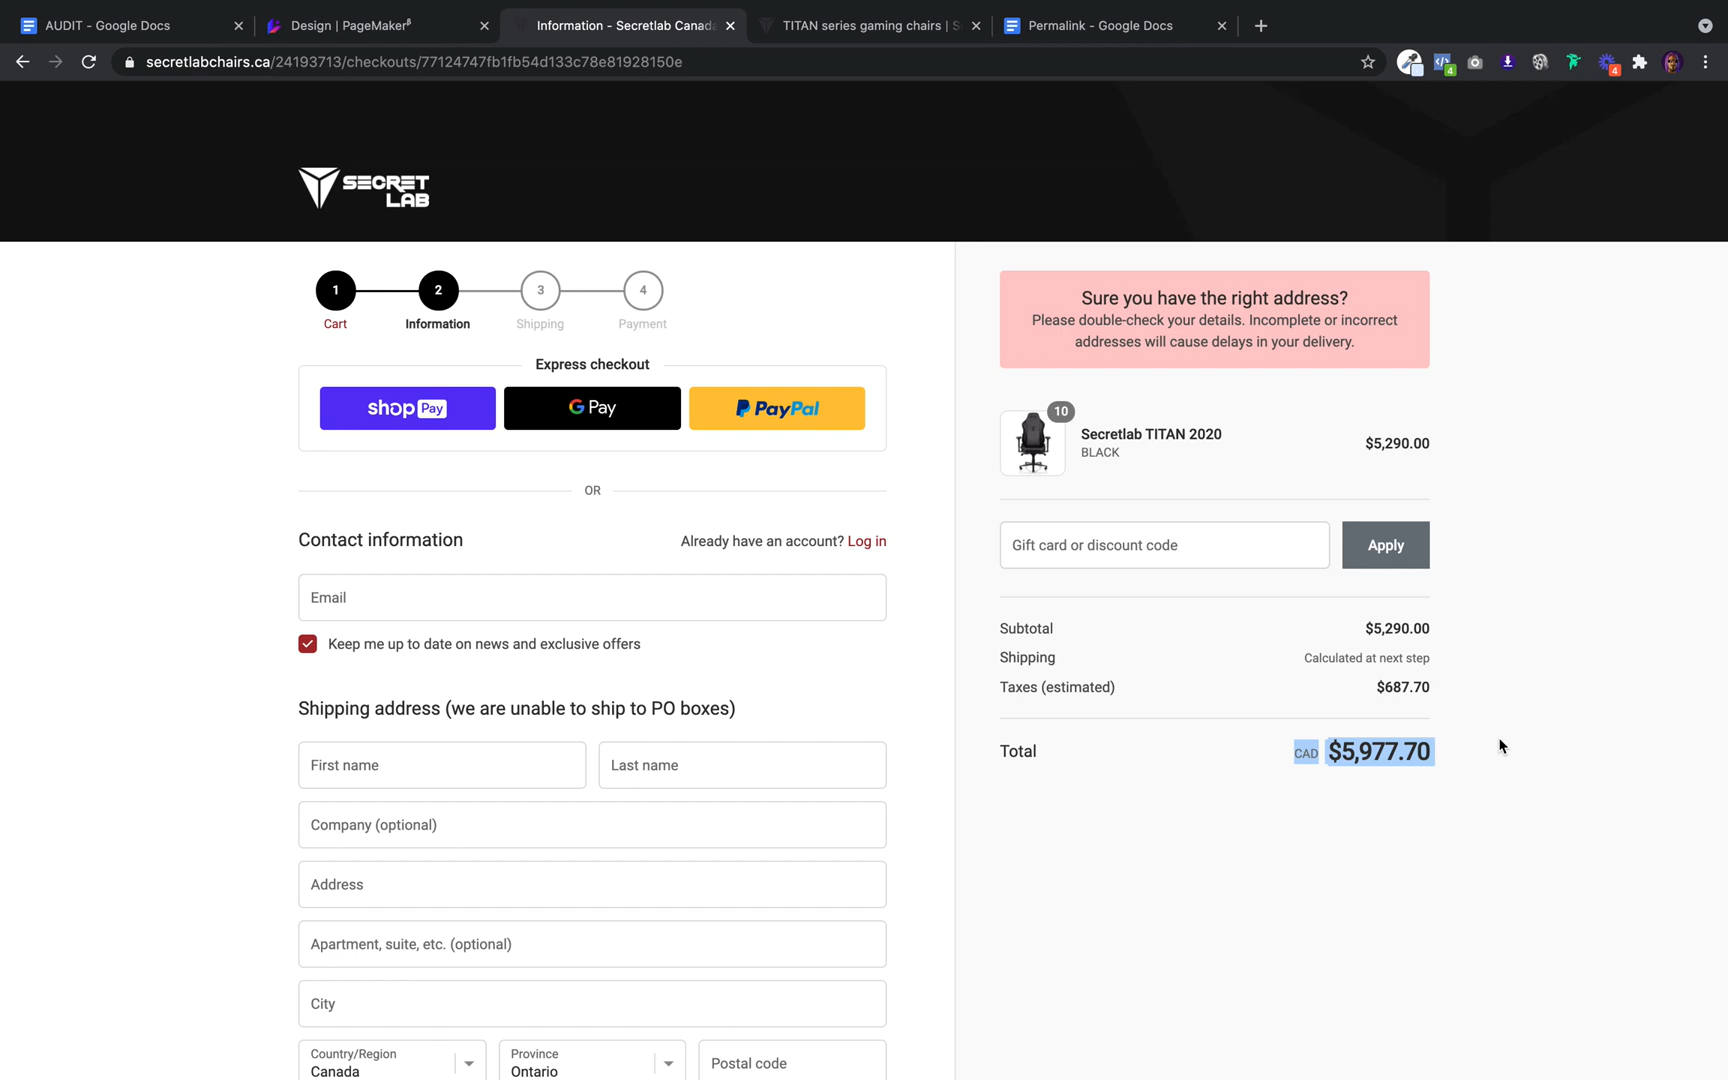 AUDIT - Google Docs
Design | PageMakerβ
Information - Secretlab Canada
TITAN series gaming chairs | S
Permalink - Google Docs
secretlabchairs.ca/24193713/checkouts/77124747fb1fb54d133c78e81928150e
4
4
SECRET
LAB
1
2
3
4
Cart
Information
Shipping
Payment
Express checkout
shop Pay
G Pay
PayPal
OR
Contact information
Already have an account? Log in
Email
Keep me up to date on news and exclusive offers
Shipping address (we are unable to ship to PO boxes)
First name
Last name
Company (optional)
Address
Apartment, suite, etc. (optional)
City
Country/Region
Canada
Province
Ontario
Postal code
Sure you have the right address?
Please double-check your details. Incomplete or incorrect
addresses will cause delays in your delivery.
10
Secretlab TITAN 2020
BLACK
$5,290.00
Gift card or discount code
Apply
Subtotal
$5,290.00
Shipping
Calculated at next step
Taxes (estimated)
$687.70
Total
CAD $5,977.70